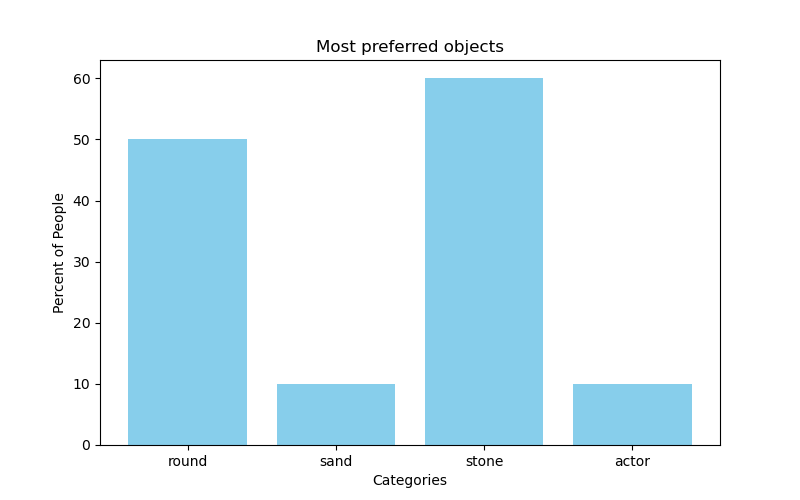 Most preferred objects
60
50
40
30
20
10
0
Percent of People
round sand stone actor
Categories